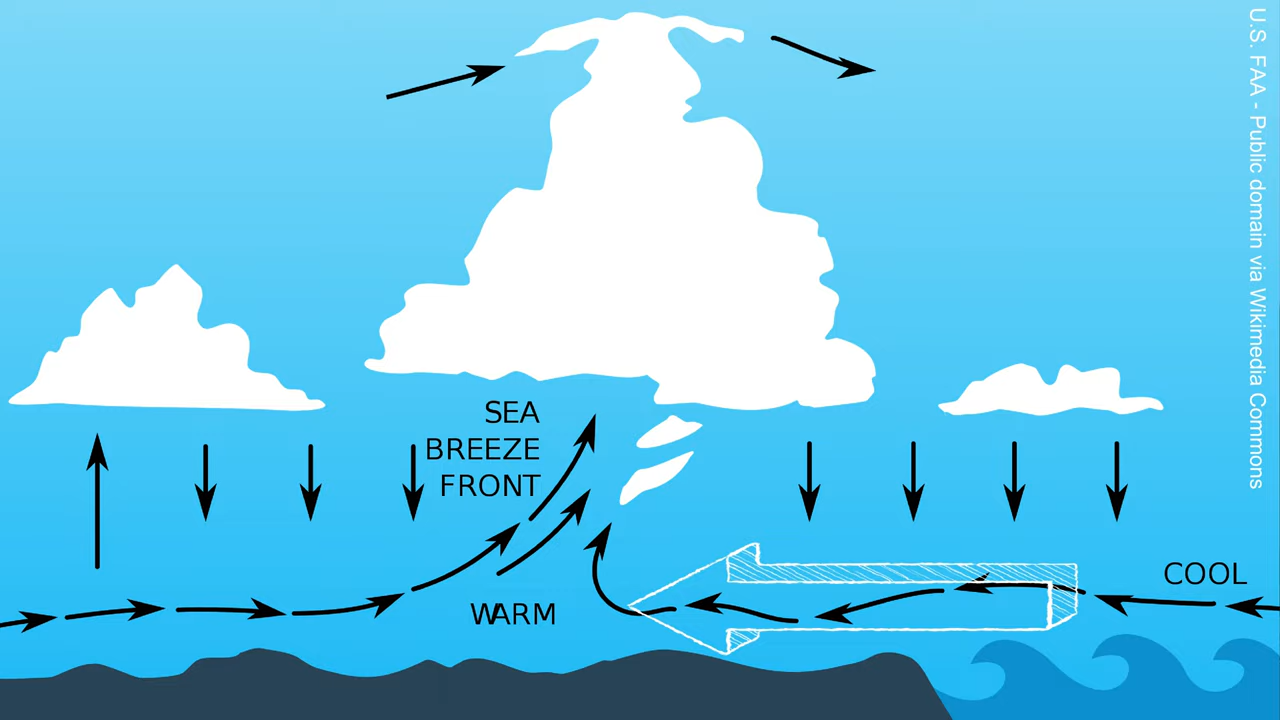 SEA
BREEZE
FRONT
WARM
COOL
U.S. FAA - Public domain via Wikimedia Commons